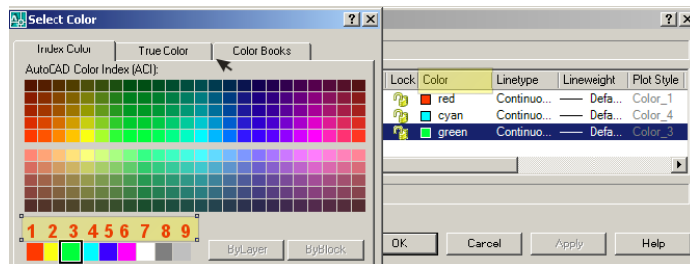 Select Color
Index Color True Color Color Books
AutoCAD Color Index (ACI):
1 2 3 4 5 6 7 8 9
ByLayer ByBlock
Lock Color Linetype Lineweight Plot Style
red Continuo... Defa... Color_1
cyan Continuo... Defa... Color_4
green Continuo... Defa... Color_3
OK Cancel Apply Help